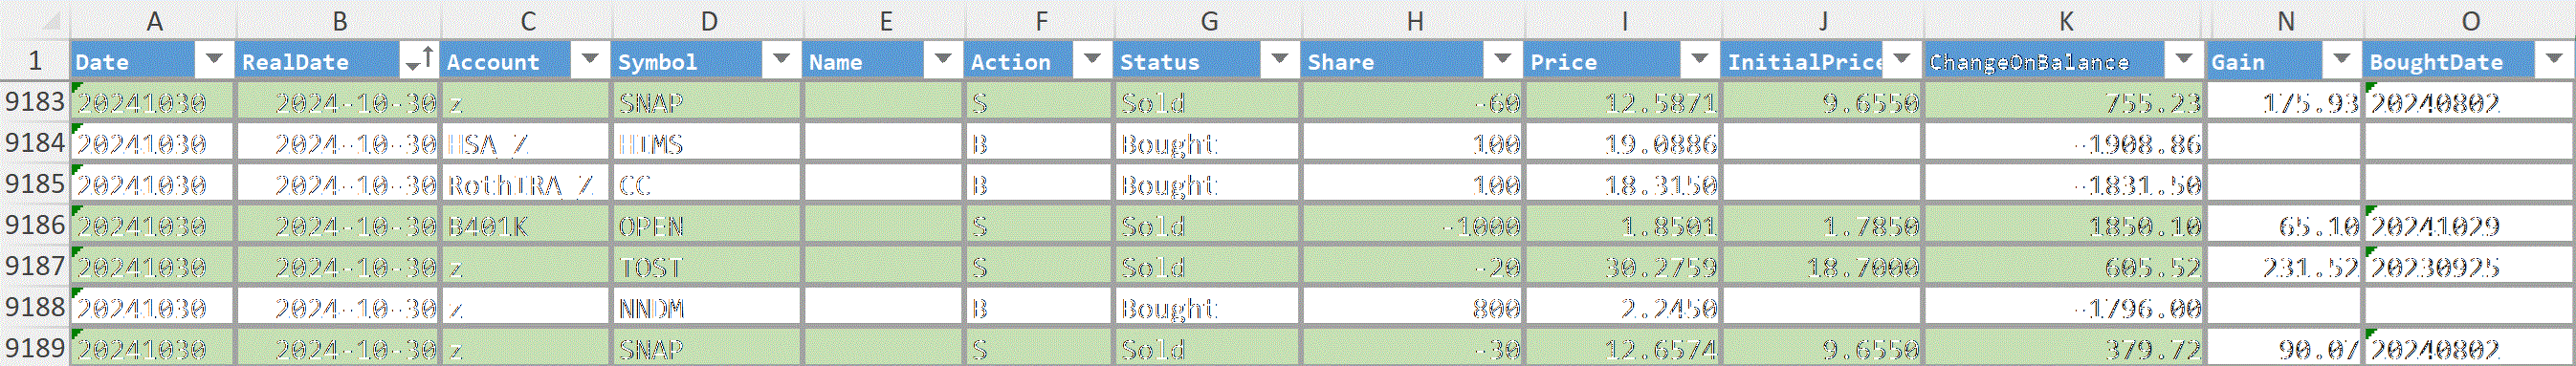 A B C D E F G H I J K N O
1 Date RealDate Account Symbol Name Action Status Share Price InitialPrice ChangeOnBalance Gain BoughtDate
9183 20241030 2024-10-30 z SNAP S Sold -60 12.5871 9.6550 755.23 175.93 20240802
9184 20241030 2024-10-30 HSA_Z HIMS B Bought 100 19.0886 -1908.86
9185 20241030 2024-10-30 RothIRA_Z CC B Bought 100 18.3150 -1831.50
9186 20241030 2024-10-30 B401K OPEN S Sold -1000 1.8501 1.7850 1850.10 65.10 20241029
9187 20241030 2024-10-30 z TOST S Sold -20 30.2759 18.7000 605.52 231.52 20230925
9188 20241030 2024-10-30 z NNDM B Bought 800 2.2450 -1796.00
9189 20241030 2024-10-30 z SNAP S Sold -30 12.6574 9.6550 379.72 90.07 20240802